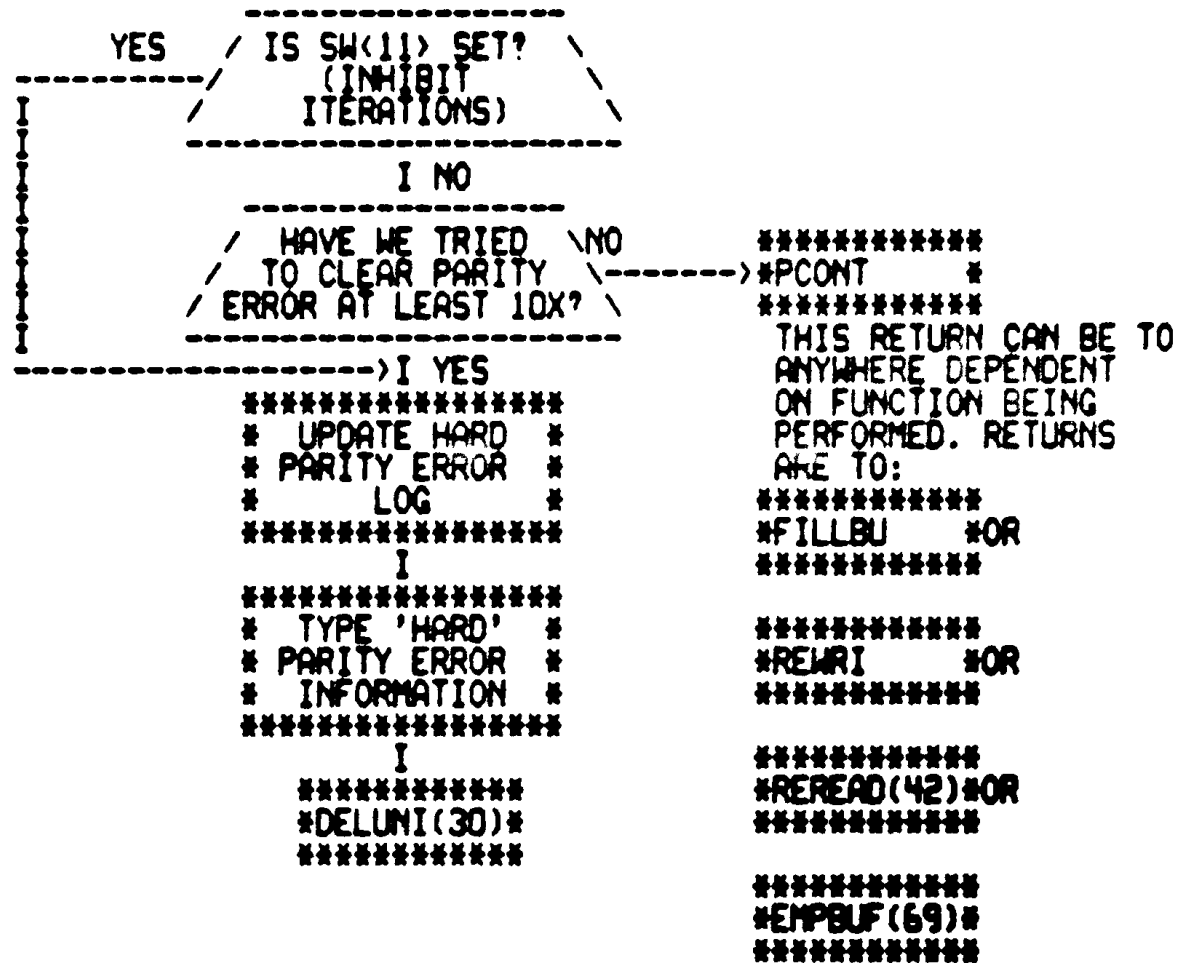 YES / IS SW<11> SET? \
----------/ (INHIBIT \
I / ITERATIONS) \
I NO
/ HAVE WE TRIED \NO
/ TO CLEAR PARITY \------->
/ ERROR AT LEAST 10X? \
--------------------->I YES
****************
* UPDATE HARD *
* PARITY ERROR *
* LOG *
****************
I
****************
* TYPE 'HARD' *
* PARITY ERROR *
* INFORMATION *
****************
I
************
*DELUNI(30)*
************
************
*PCONT *
************
THIS RETURN CAN BE TO
ANYWHERE DEPENDENT
ON FUNCTION BEING
PERFORMED. RETURNS
ARE TO:
************
*FILLBU *OR
************
************
*REWRI *OR
************
************
*REREAD(42)*OR
************
************
*EMPBUF(69)*
************